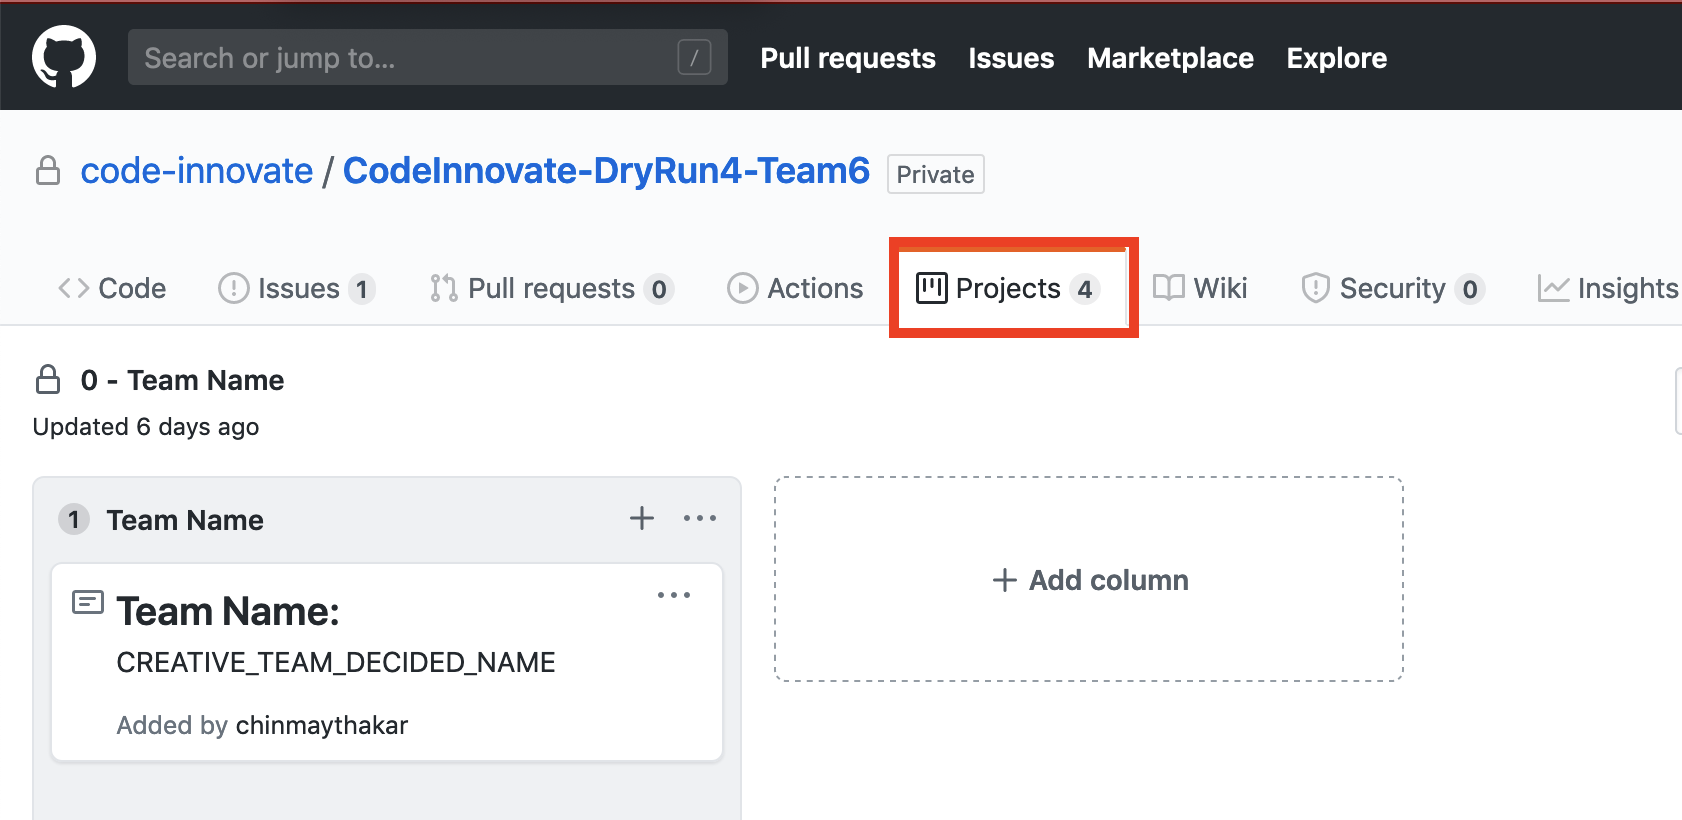 Search or jump to... /
Pull requests Issues Marketplace Explore
code-innovate / CodeInnovate-DryRun4-Team6 Private
Code Issues 1 Pull requests 0 Actions Projects 4 Wiki Security 0 Insights
0 - Team Name
Updated 6 days ago
1 Team Name
Team Name:
CREATIVE_TEAM_DECIDED_NAME
Added by chinmaythakar
+ Add column